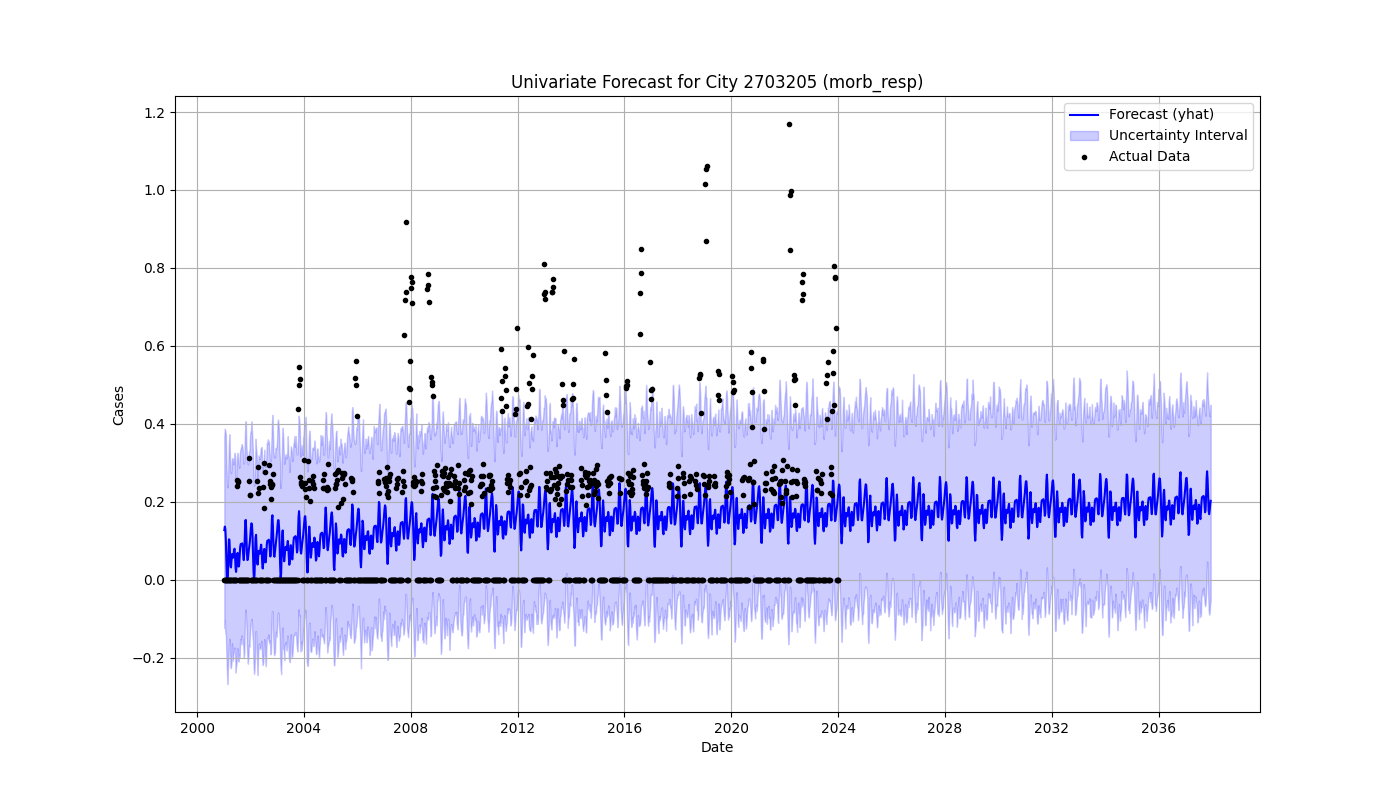 Univariate Forecast for City 2703205 (morb_resp)
Forecast (yhat)
Uncertainty Interval
Actual Data
Cases
1.2
1.0
0.8
0.6
0.4
0.2
0.0
−0.2
2000 2004 2008 2012 2016 2020 2024 2028 2032 2036
Date